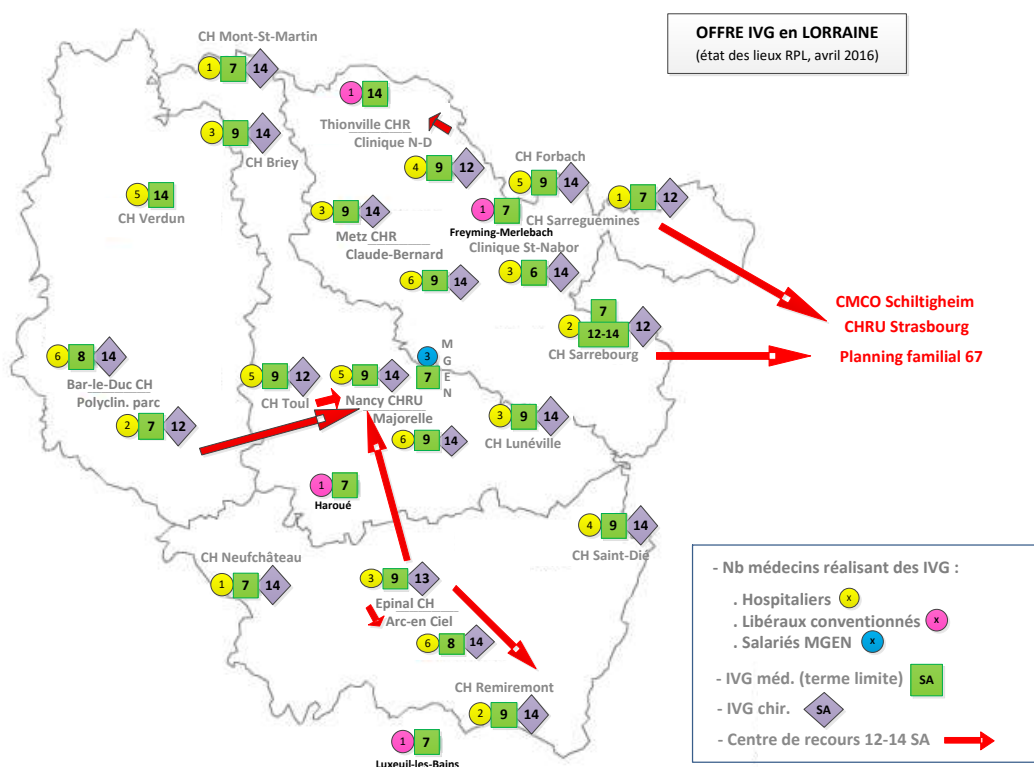 OFFRE IVG en LORRAINE
(état des lieux RPL, avril 2016)
CH Mont-St-Martin
1 7 14
1 14
Thionville CHR
Clinique N-D
3 9 14
CH Briey
4 9 12
CH Forbach
5 9 14
1 7 12
CH Sarreguemines
5 14
CH Verdun
3 9 14
Metz CHR
Claude-Bernard
1 7
Freyming-Merlebach
Clinique St-Nabor
6 9 14
3 6 14
CMCO Schiltigheim
CHRU Strasbourg
Planning familial 67
7
2 12-14 12
CH Sarrebourg
6 8 14
Bar-le-Duc CH
Polyclin. parc
2 7 12
5 9 12
CH Toul
5 9 14
Nancy CHRU
Majorelle
6 9 14
3
7
MGEN
3 9 14
CH Lunéville
1 7
Haroué
4 9 14
CH Saint-Dié
CH Neufchâteau
1 7 14
3 9 13
Epinal CH
Arc-en Ciel
6 8 14
CH Remiremont
2 9 14
1 7
Luxeuil-les-Bains
- Nb médecins réalisant des IVG :
. Hospitaliers x
. Libéraux conventionnés x
. Salariés MGEN x
- IVG méd. (terme limite) SA
- IVG chir. SA
- Centre de recours 12-14 SA